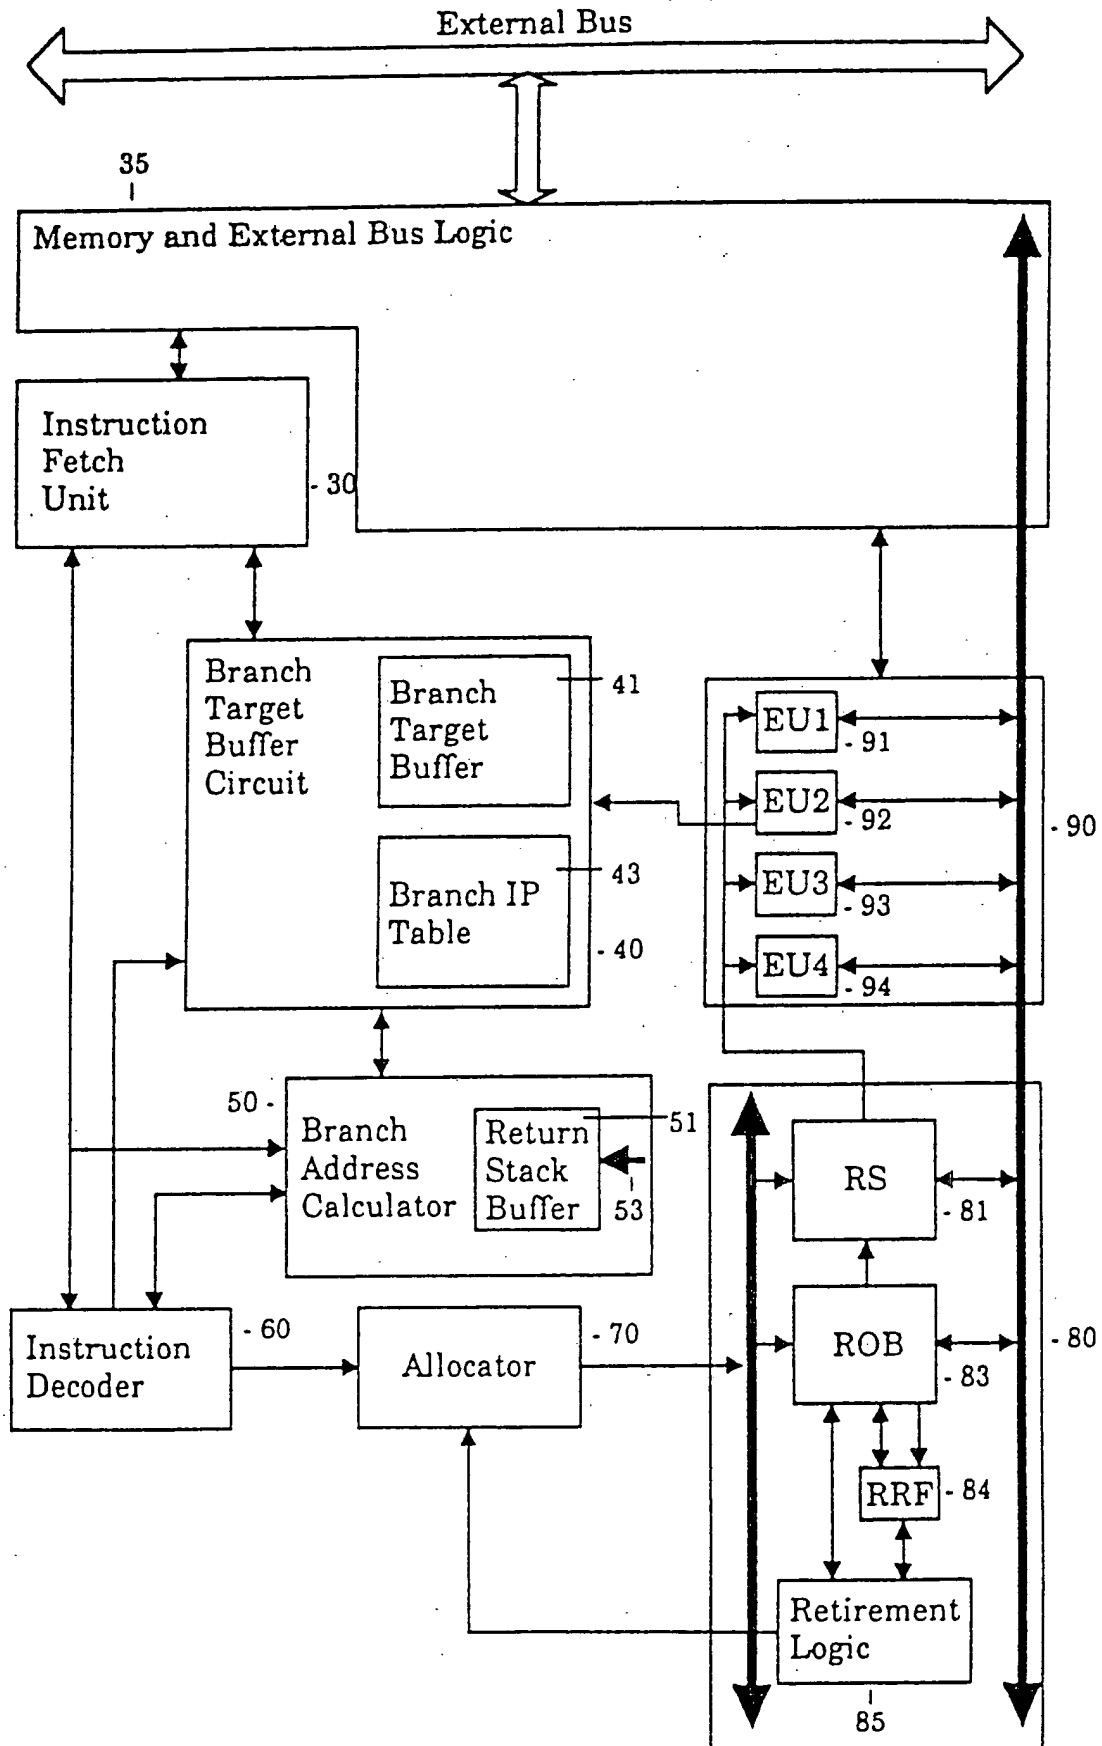 External Bus
35
Memory and External Bus Logic
Instruction
Fetch
Unit
- 30
Branch
Target
Buffer
Circuit
Branch
Target
Buffer
41
Branch IP
Table
43
- 40
EU1
- 91
EU2
- 92
EU3
- 93
EU4
- 94
- 90
50 -
Branch
Address
Calculator
Return
Stack
Buffer
51
53
RS
- 81
ROB
- 83
- 80
Instruction
Decoder
- 60
Allocator
- 70
RRF
- 84
Retirement
Logic
85